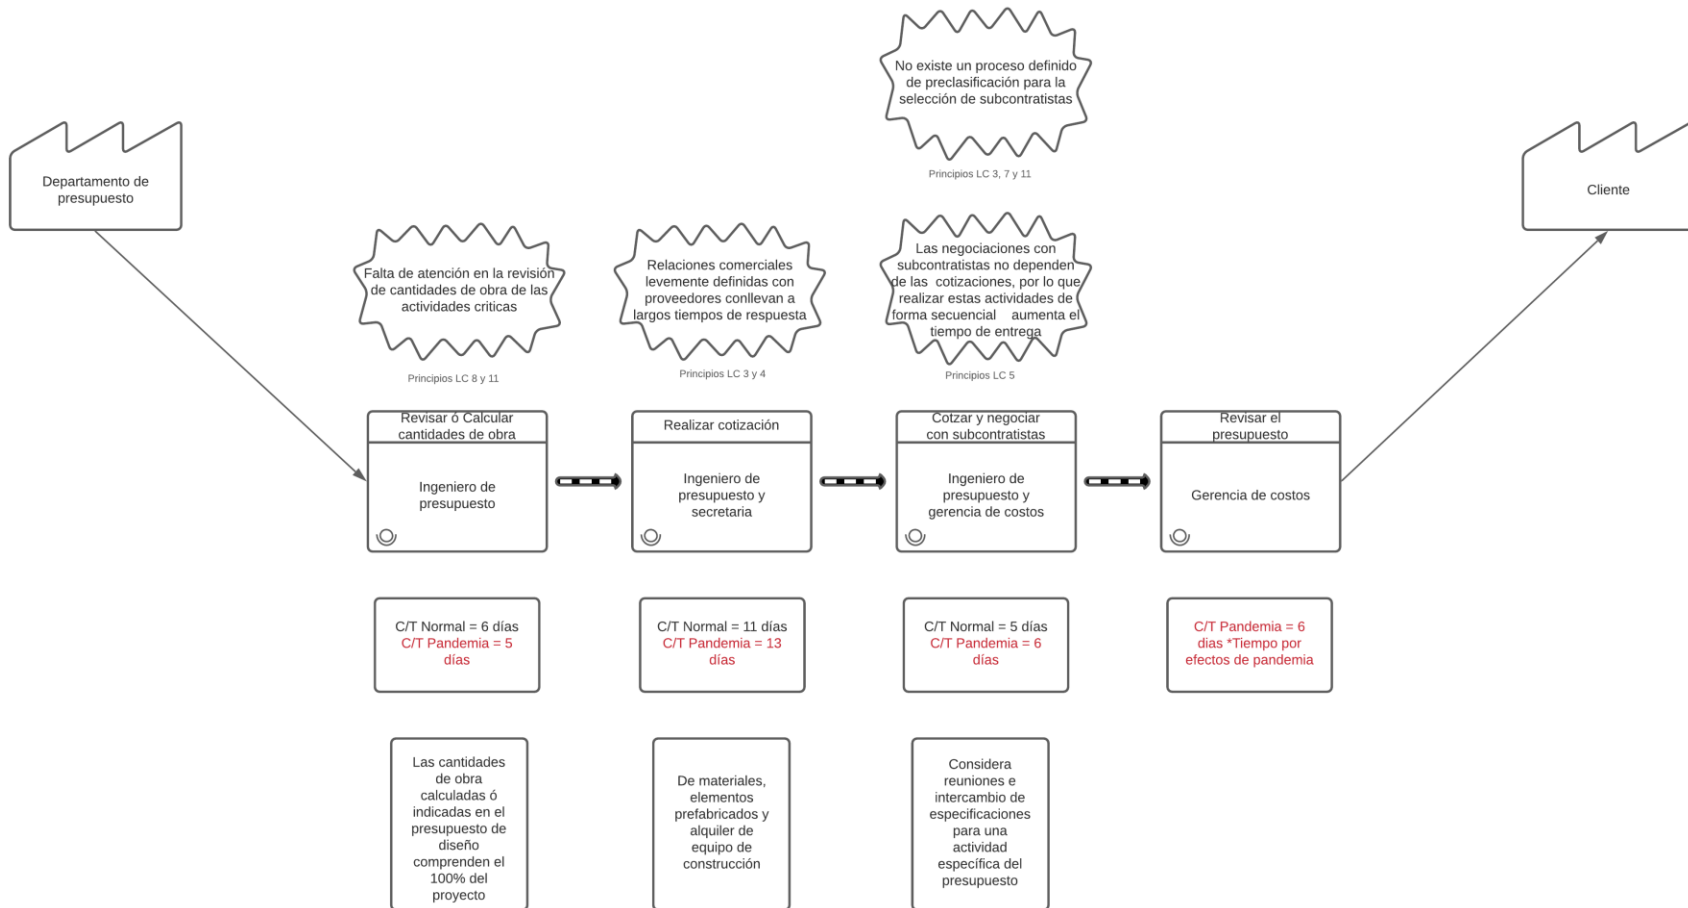 No existe un proceso definido
de preclasificación para la
selección de subcontratistas
Principios LC 3, 7 y 11
Departamento de
presupuesto
Cliente
Falta de atención en la revisión
de cantidades de obra de las
actividades criticas
Principios LC 8 y 11
Relaciones comerciales
levemente definidas con
proveedores conllevan a
largos tiempos de respuesta
Principios LC 3 y 4
Las negociaciones con
subcontratistas no dependen
de las cotizaciones, por lo que
realizar estas actividades de
forma secuencial aumenta el
tiempo de entrega
Principios LC 5
Revisar ó Calcular
cantidades de obra
Ingeniero de
presupuesto
Realizar cotización
Ingeniero de
presupuesto y
secretaria
Cotzar y negociar
con subcontratistas
Ingeniero de
presupuesto y
gerencia de costos
Revisar el
presupuesto
Gerencia de costos
C/T Normal = 6 días
C/T Pandemia = 5
días
C/T Normal = 11 días
C/T Pandemia = 13
días
C/T Normal = 5 días
C/T Pandemia = 6
días
C/T Pandemia = 6
dias *Tiempo por
efectos de pandemia
Las cantidades
de obra
calculadas ó
indicadas en el
presupuesto de
diseño
comprenden el
100% del
proyecto
De materiales,
elementos
prefabricados y
alquiler de
equipo de
construcción
Considera
reuniones e
intercambio de
especificaciones
para una
actividad
específica del
presupuesto